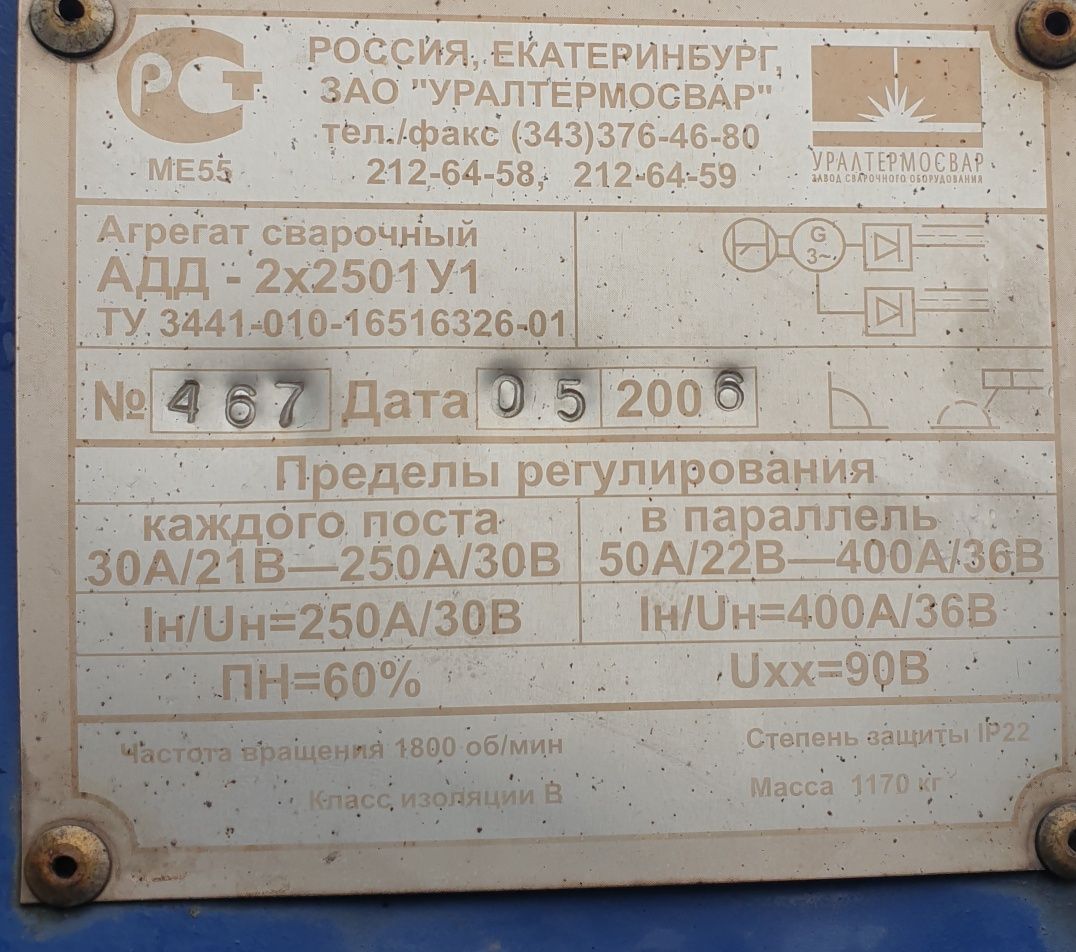 РСТ
МЕ55
РОССИЯ, ЕКАТЕРИНБУРГ,
ЗАО "УРАЛТЕРМОСВАР"
тел./факс (343)376-46-80
212-64-58, 212-64-59
УРАЛТЕРМОСВАР
ЗАВОД СВАРОЧНОГО ОБОРУДОВАНИЯ
Агрегат сварочный
АДД - 2х2501У1
ТУ 3441-010-16516326-01
G
3~
№ 467 Дата 05 2006
Пределы регулирования
каждого поста
30А/21В—250А/30В
в параллель
50А/22В—400А/36В
Iн/Uн=250А/30В
Iн/Uн=400А/36В
ПН=60%
Uхх=90В
Частота вращения 1800 об/мин
Степень защиты IP22
Класс изоляции В
Масса 1170 кг